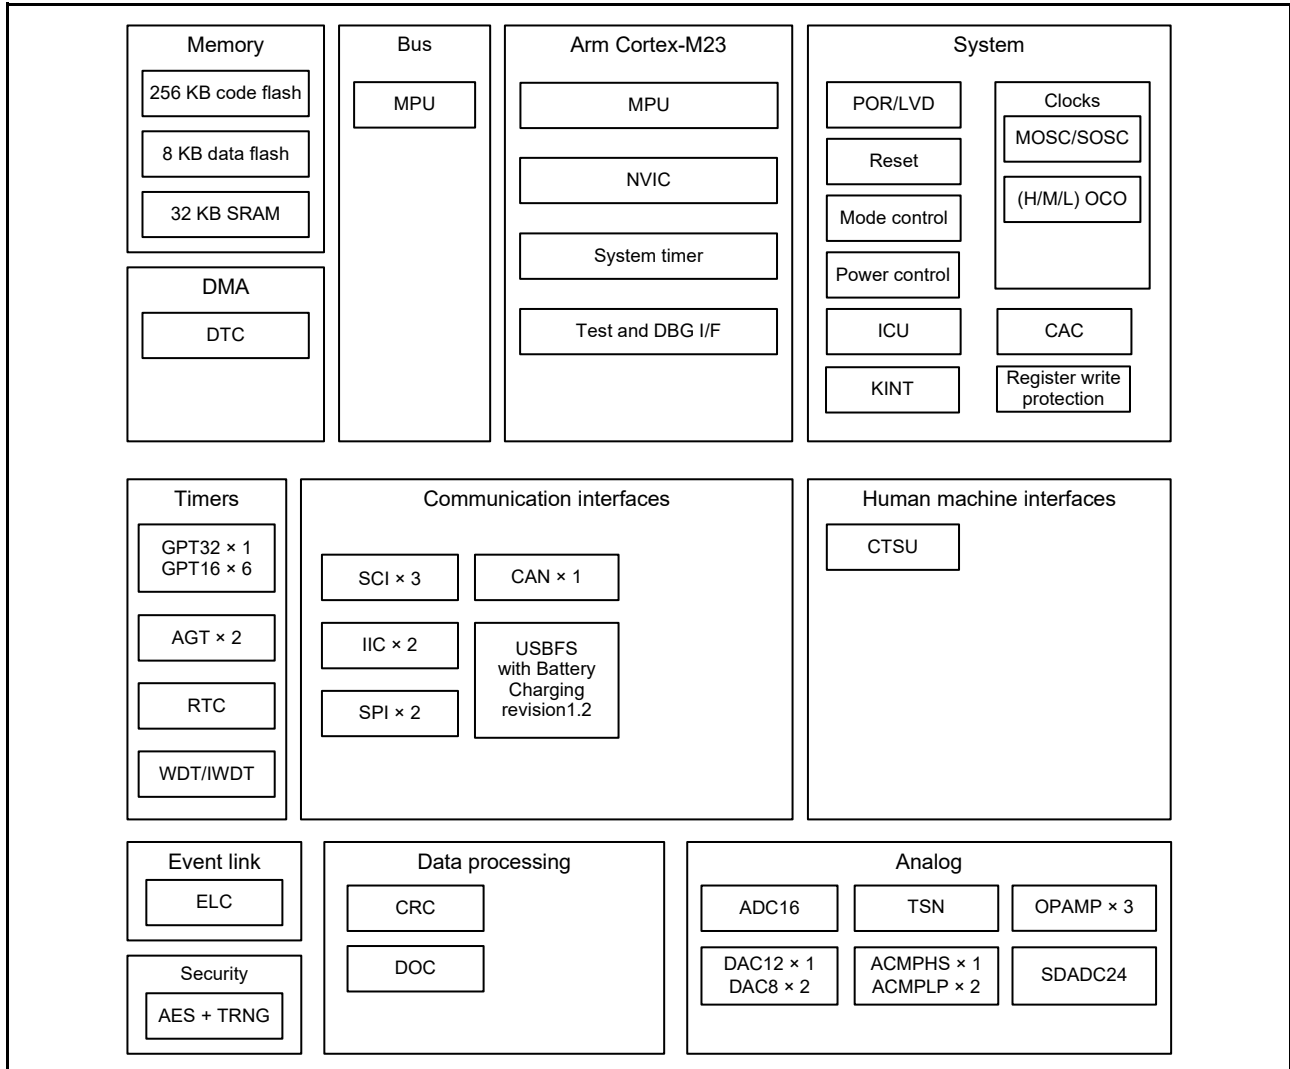 Memory
256 KB code flash
8 KB data flash
32 KB SRAM
DMA
DTC
Bus
MPU
Arm Cortex-M23
MPU
NVIC
System timer
Test and DBG I/F
System
POR/LVD
Reset
Mode control
Power control
ICU
KINT
Clocks
MOSC/SOSC
(H/M/L) OCO
CAC
Register write
protection
Timers
GPT32 × 1
GPT16 × 6
AGT × 2
RTC
WDT/IWDT
Communication interfaces
SCI × 3
IIC × 2
SPI × 2
CAN × 1
USBFS
with Battery
Charging
revision1.2
Human machine interfaces
CTSU
Event link
ELC
Security
AES + TRNG
Data processing
CRC
DOC
Analog
ADC16
TSN
OPAMP × 3
DAC12 × 1
DAC8 × 2
ACMPHS × 1
ACMPLP × 2
SDADC24